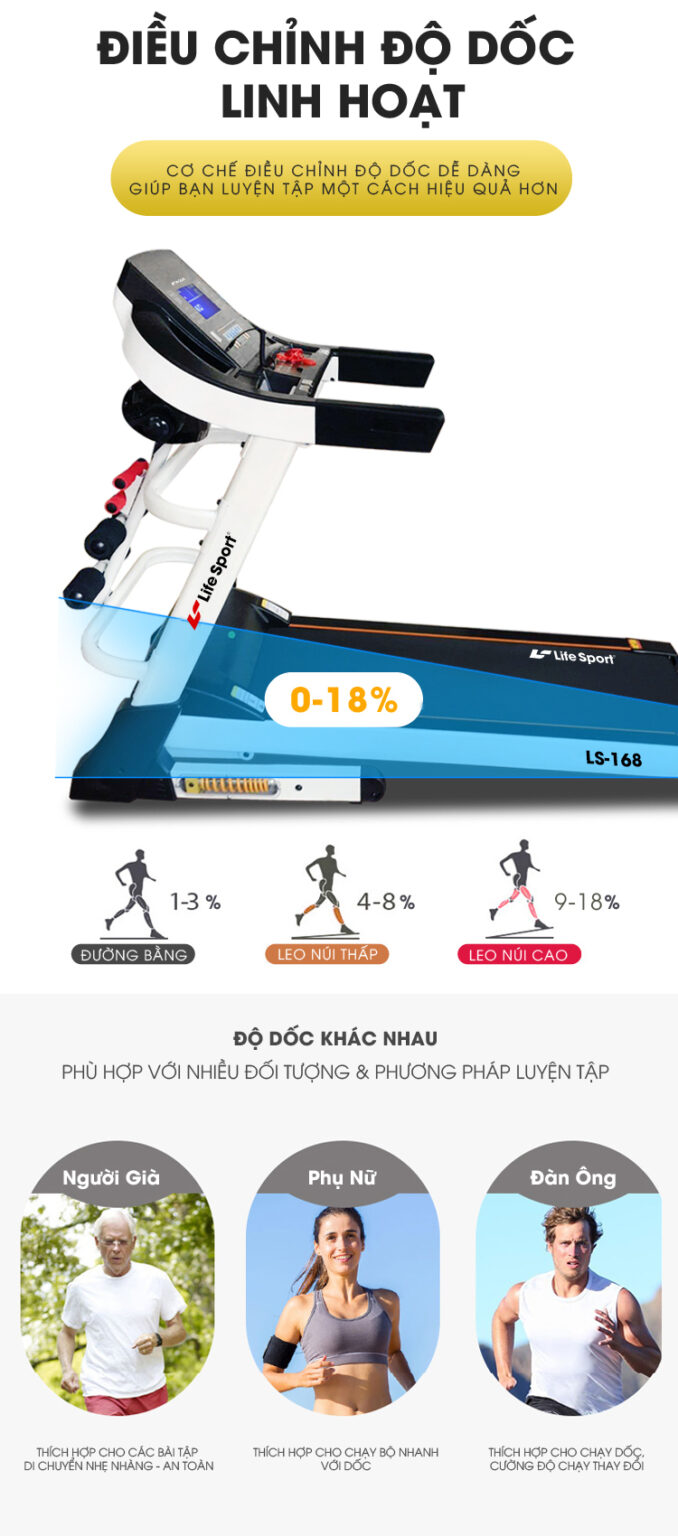 ĐIỀU CHỈNH ĐỘ DỐC
LINH HOẠT
CƠ CHẾ ĐIỀU CHỈNH ĐỘ DỐC DỄ DÀNG
GIÚP BẠN LUYỆN TẬP MỘT CÁCH HIỆU QUẢ HƠN
Life Sport
Life Sport
0-18%
LS-168
1-3 %
4-8%
9-18%
ĐƯỜNG BẰNG
LEO NÚI THẤP
LEO NÚI CAO
ĐỘ DỐC KHÁC NHAU
PHÙ HỢP VỚI NHIỀU ĐỐI TƯỢNG & PHƯƠNG PHÁP LUYỆN TẬP
Người Già
Phụ Nữ
Đàn Ông
THÍCH HỢP CHO CÁC BÀI TẬP
DI CHUYỂN NHẸ NHÀNG - AN TOÀN
THÍCH HỢP CHO CHẠY BỘ NHANH
VỚI DỐC
THÍCH HỢP CHO CHẠY DỐC,
CƯỜNG ĐỘ CHẠY THAY ĐỔI